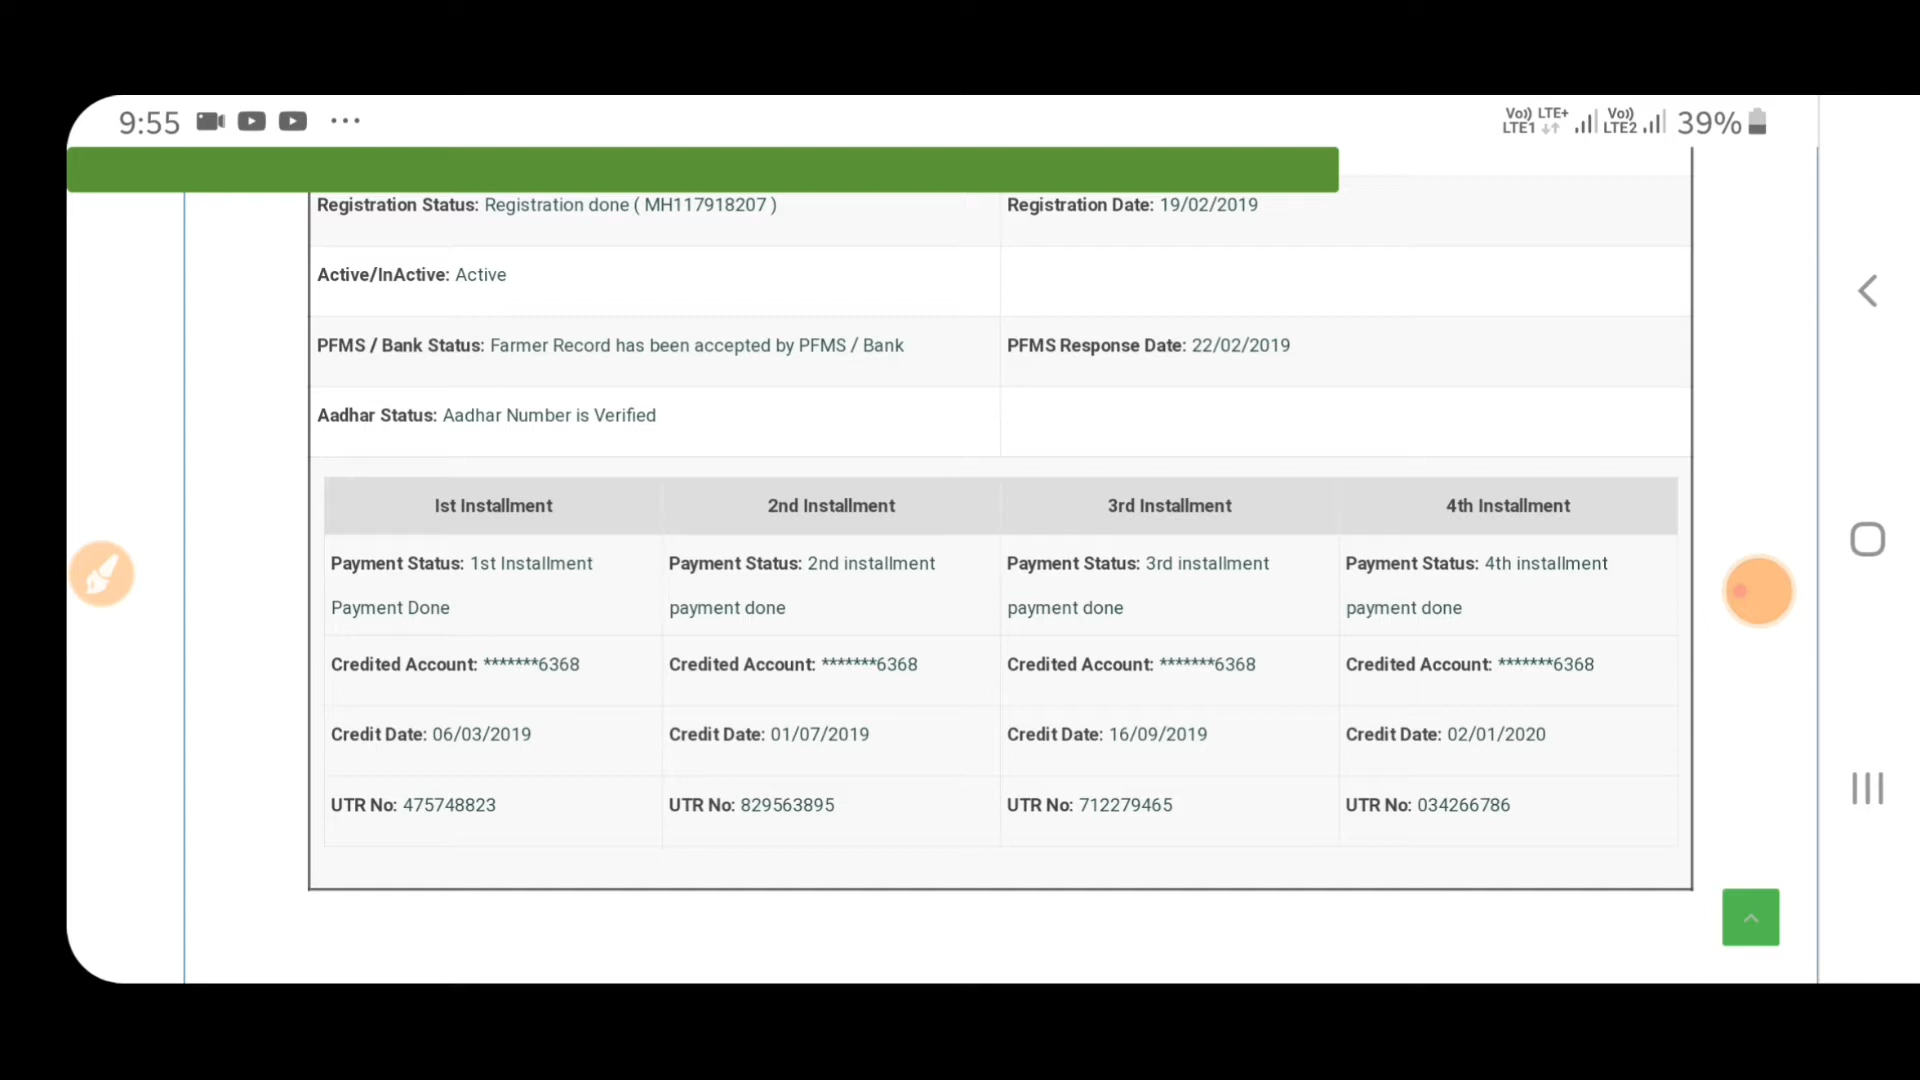 9:55
Vo)) LTE+ Vo)) 39%
LTE1 LTE2
Registration Status: Registration done ( MH117918207 ) Registration Date: 19/02/2019
Active/InActive: Active
PFMS / Bank Status: Farmer Record has been accepted by PFMS / Bank PFMS Response Date: 22/02/2019
Aadhar Status: Aadhar Number is Verified
Ist Installment 2nd Installment 3rd Installment 4th Installment
Payment Status: 1st Installment Payment Status: 2nd installment Payment Status: 3rd installment Payment Status: 4th installment
Payment Done payment done payment done payment done
Credited Account: *******6368 Credited Account: *******6368 Credited Account: *******6368 Credited Account: *******6368
Credit Date: 06/03/2019 Credit Date: 01/07/2019 Credit Date: 16/09/2019 Credit Date: 02/01/2020
UTR No: 475748823 UTR No: 829563895 UTR No: 712279465 UTR No: 034266786